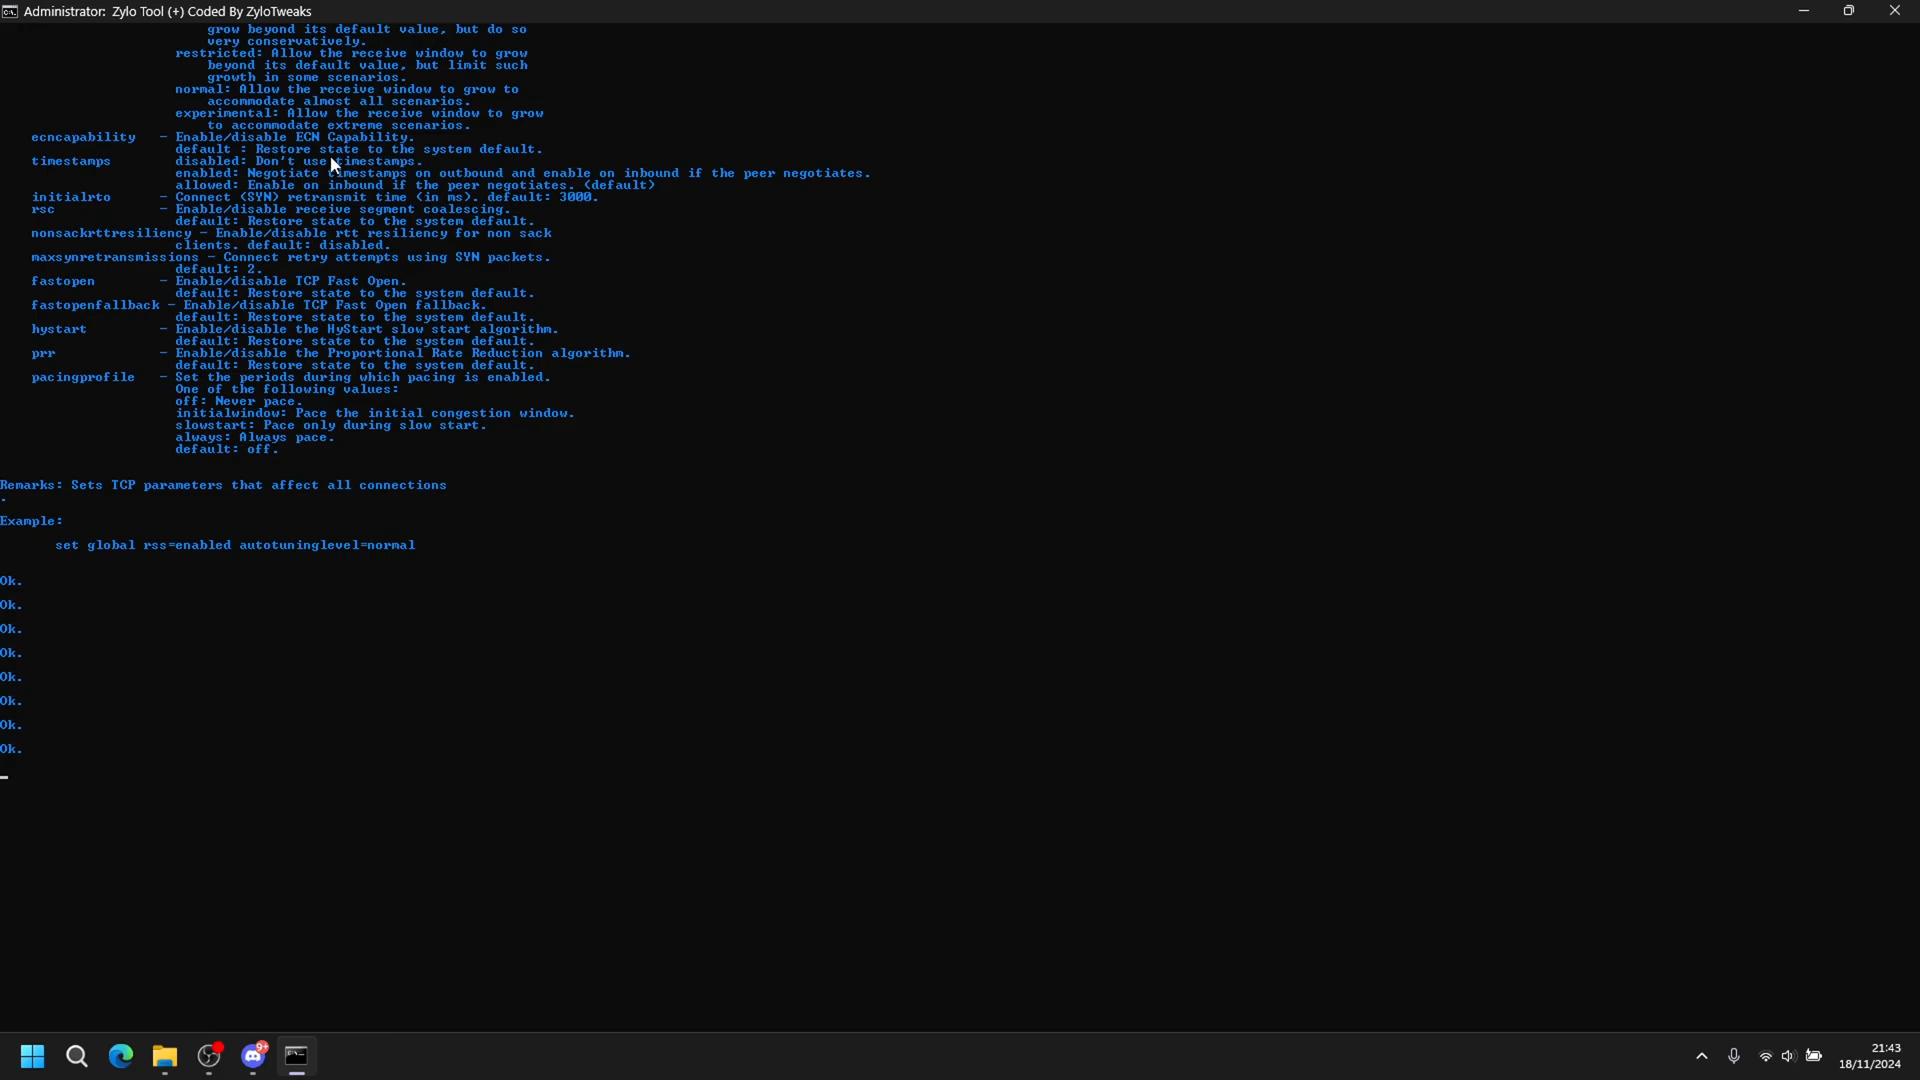 Administrator: Zylo Tool (+) Coded By ZyloTweaks
grow beyond its default value, but do so
very conservatively.
restricted: Allow the receive window to grow
beyond its default value, but limit such
growth in some scenarios.
normal: Allow the receive window to grow to
accommodate almost all scenarios.
experimental: Allow the receive window to grow
to accommodate extreme scenarios.
ecncapability - Enable/disable ECN Capability.
default : Restore state to the system default.
timestamps disabled: Don't use timestamps.
enabled: Negotiate timestamps on outbound and enable on inbound if the peer negotiates.
allowed: Enable on inbound if the peer negotiates. (default)
initialrto - Connect (SYN) retransmit time (in ms). default: 3000.
rsc - Enable/disable receive segment coalescing.
default: Restore state to the system default.
nonsackrttresiliency - Enable/disable rtt resiliency for non sack
clients. default: disabled.
maxsynretransmissions - Connect retry attempts using SYN packets.
default: 2.
fastopen - Enable/disable TCP Fast Open.
default: Restore state to the system default.
fastopenfallback - Enable/disable TCP Fast Open fallback.
default: Restore state to the system default.
hystart - Enable/disable the HyStart slow start algorithm.
default: Restore state to the system default.
prr - Enable/disable the Proportional Rate Reduction algorithm.
default: Restore state to the system default.
pacingprofile - Set the periods during which pacing is enabled.
One of the following values:
off: Never pace.
initialwindow: Pace the initial congestion window.
slowstart: Pace only during slow start.
always: Always pace.
default: off.
Remarks: Sets TCP parameters that affect all connections
.
Example:
set global rss=enabled autotuninglevel=normal
Ok.
Ok.
Ok.
Ok.
Ok.
Ok.
Ok.
Ok.
9+
21:43
18/11/2024